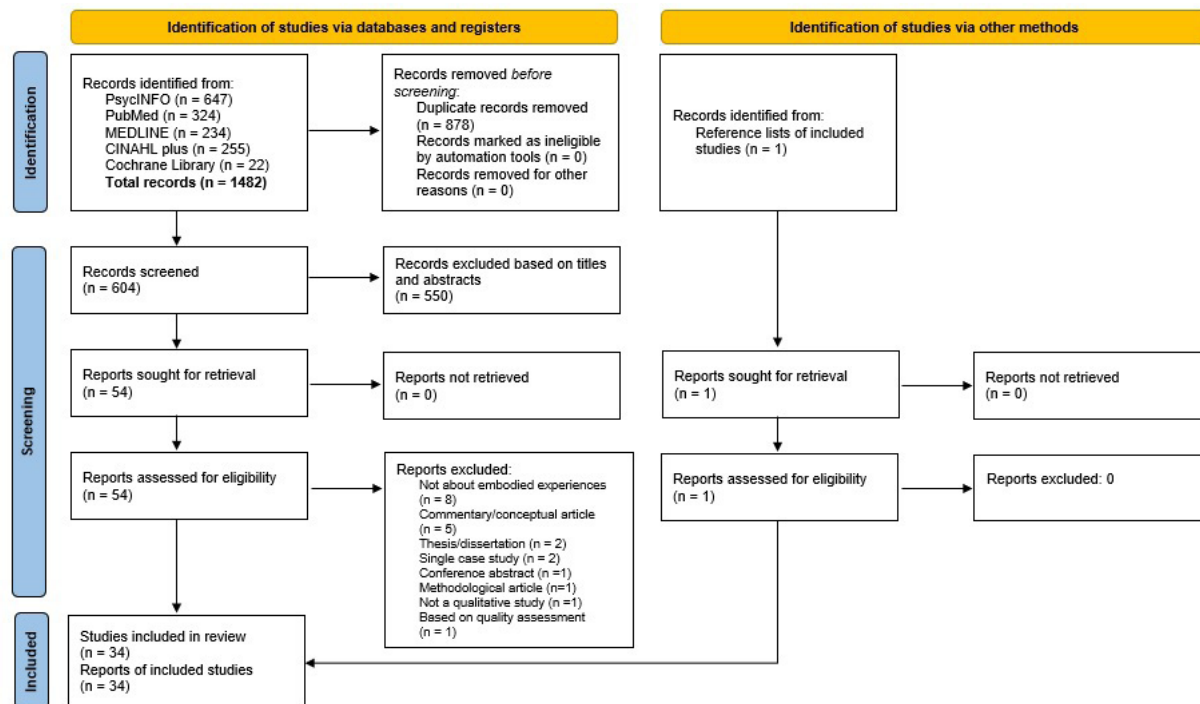 Identification of studies via databases and registers
Identification of studies via other methods
Identification
Records identified from:
PsycINFO (n = 647)
PubMed (n = 324)
MEDLINE (n = 234)
CINAHL plus (n = 255)
Cochrane Library (n = 22)
Total records (n = 1482)
Records removed before
screening:
Duplicate records removed
(n = 878)
Records marked as ineligible
by automation tools (n = 0)
Records removed for other
reasons (n = 0)
Records identified from:
Reference lists of included
studies (n = 1)
Screening
Records screened
(n = 604)
Records excluded based on titles
and abstracts
(n = 550)
Reports sought for retrieval
(n = 54)
Reports not retrieved
(n = 0)
Reports sought for retrieval
(n = 1)
Reports not retrieved
(n = 0)
Reports assessed for eligibility
(n = 54)
Reports excluded:
Not about embodied experiences
(n = 8)
Commentary/conceptual article
(n = 5)
Thesis/dissertation (n = 2)
Single case study (n = 2)
Conference abstract (n =1)
Methodological article (n=1)
Not a qualitative study (n =1)
Based on quality assessment
(n = 1)
Reports assessed for eligibility
(n = 1)
Reports excluded: 0
Included
Studies included in review
(n = 34)
Reports of included studies
(n = 34)